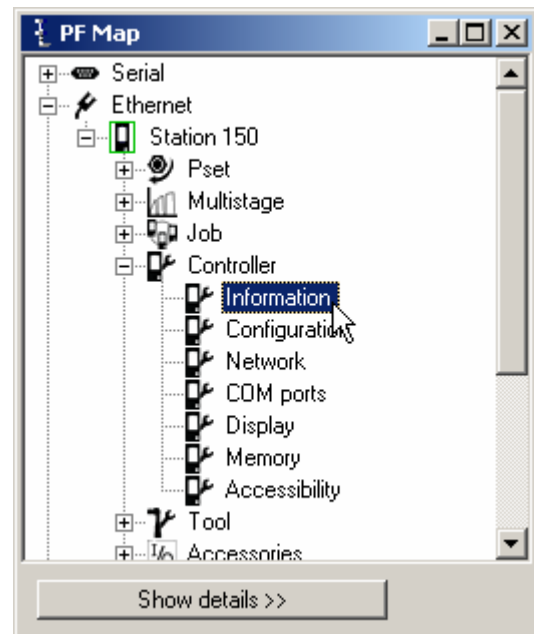 PF Map
Serial
Ethernet
Station 150
Pset
Multistage
Job
Controller
Information
Configuration
Network
COM ports
Display
Memory
Accessibility
Tool
I/o Accessories
Show details >>